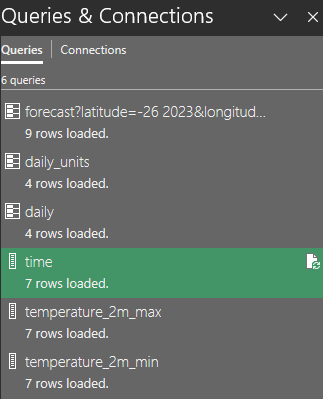 Queries & Connections
Queries
Connections
6 queries
forecast?latitude=-26 2023&longitud...
9 rows loaded.
daily_units
4 rows loaded.
daily
4 rows loaded.
time
7 rows loaded.
temperature_2m_max
7 rows loaded.
temperature_2m_min
7 rows loaded.